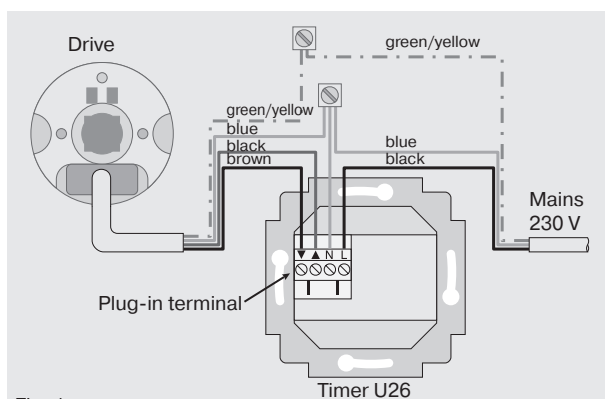 Drive
green/yellow
green/yellow
blue
black
brown
blue
black
Mains
230 V
N L
Plug-in terminal
Timer U26